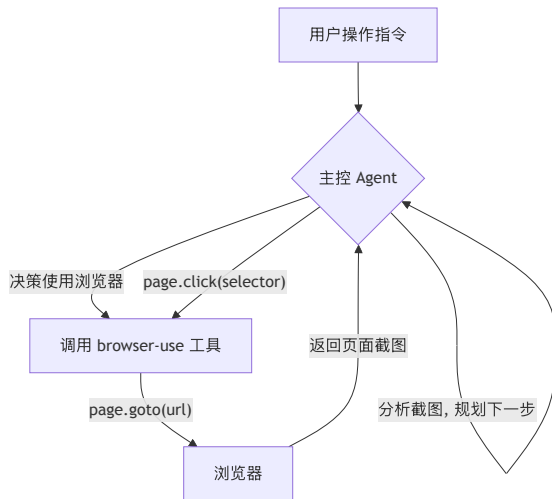 用户操作指令
主控 Agent
决策使用浏览器
page.click(selector)
调用 browser-use 工具
返回页面截图
page.goto(url)
分析截图, 规划下一步
浏览器